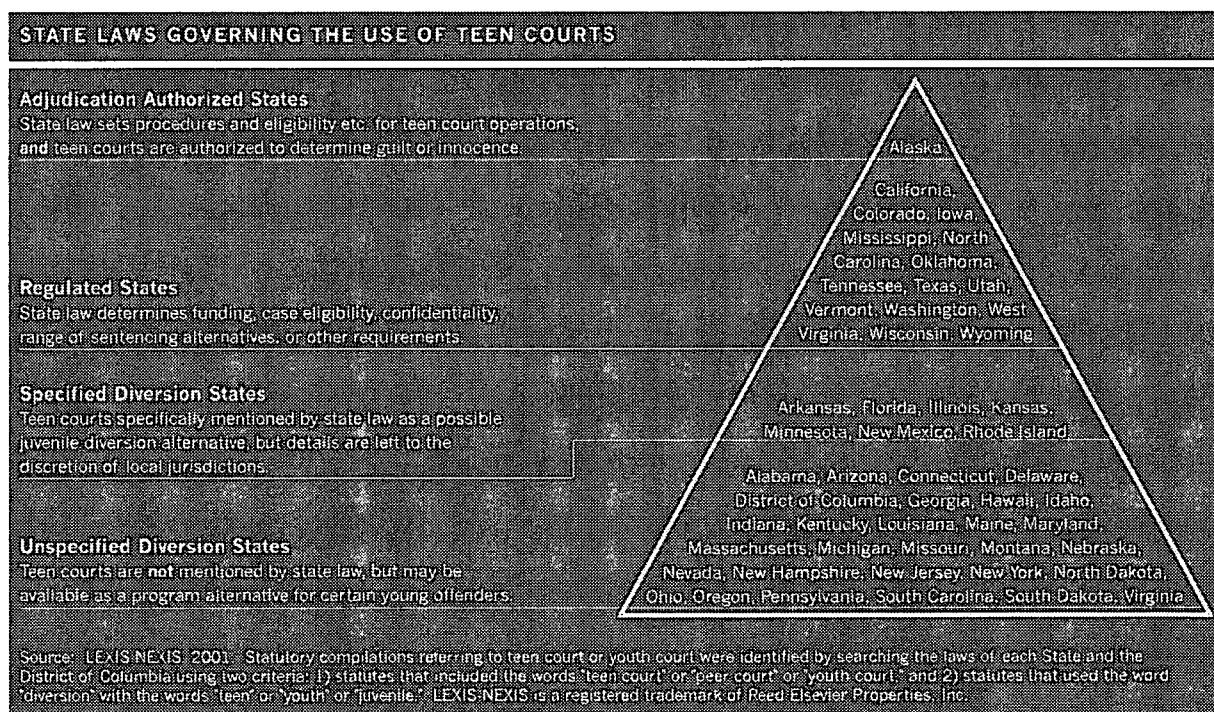 STATE LAWS GOVERNING THE USE OF TEEN COURTS
Adjudication Authorized States
State law sets procedures and eligibility etc. for teen court operations,
and teen courts are authorized to determine guilt or innocence.
Alaska
California,
Colorado, Iowa,
Mississippi, North
Carolina, Oklahoma,
Tennessee, Texas, Utah,
Vermont, Washington, West
Virginia, Wisconsin, Wyoming
Regulated States
State law determines funding, case eligibility, confidentiality,
range of sentencing alternatives, or other requirements.
Specified Diversion States
Teen courts specifically mentioned by state law as a possible
juvenile diversion alternative, but details are left to the
discretion of local jurisdictions.
Arkansas, Florida, Illinois, Kansas,
Minnesota, New Mexico, Rhode Island
Alabama, Arizona, Connecticut, Delaware,
District of Columbia, Georgia, Hawaii, Idaho,
Indiana, Kentucky, Louisiana, Maine, Maryland,
Massachusetts, Michigan, Missouri, Montana, Nebraska,
Nevada, New Hampshire, New Jersey, New York, North Dakota,
Ohio, Oregon, Pennsylvania, South Carolina, South Dakota, Virginia
Unspecified Diversion States
Teen courts are not mentioned by state law, but may be
available as a program alternative for certain young offenders.
Source: LEXIS-NEXIS, 2001. Statutory compilations referring to teen court or youth court were identified by searching the laws of each State and the
District of Columbia using two criteria: 1) statutes that included the words "teen court" or "peer court" or "youth court," and 2) statutes that used the word
"diversion" with the words "teen" or "youth" or "juvenile." LEXIS-NEXIS is a registered trademark of Reed Elsevier Properties, Inc.